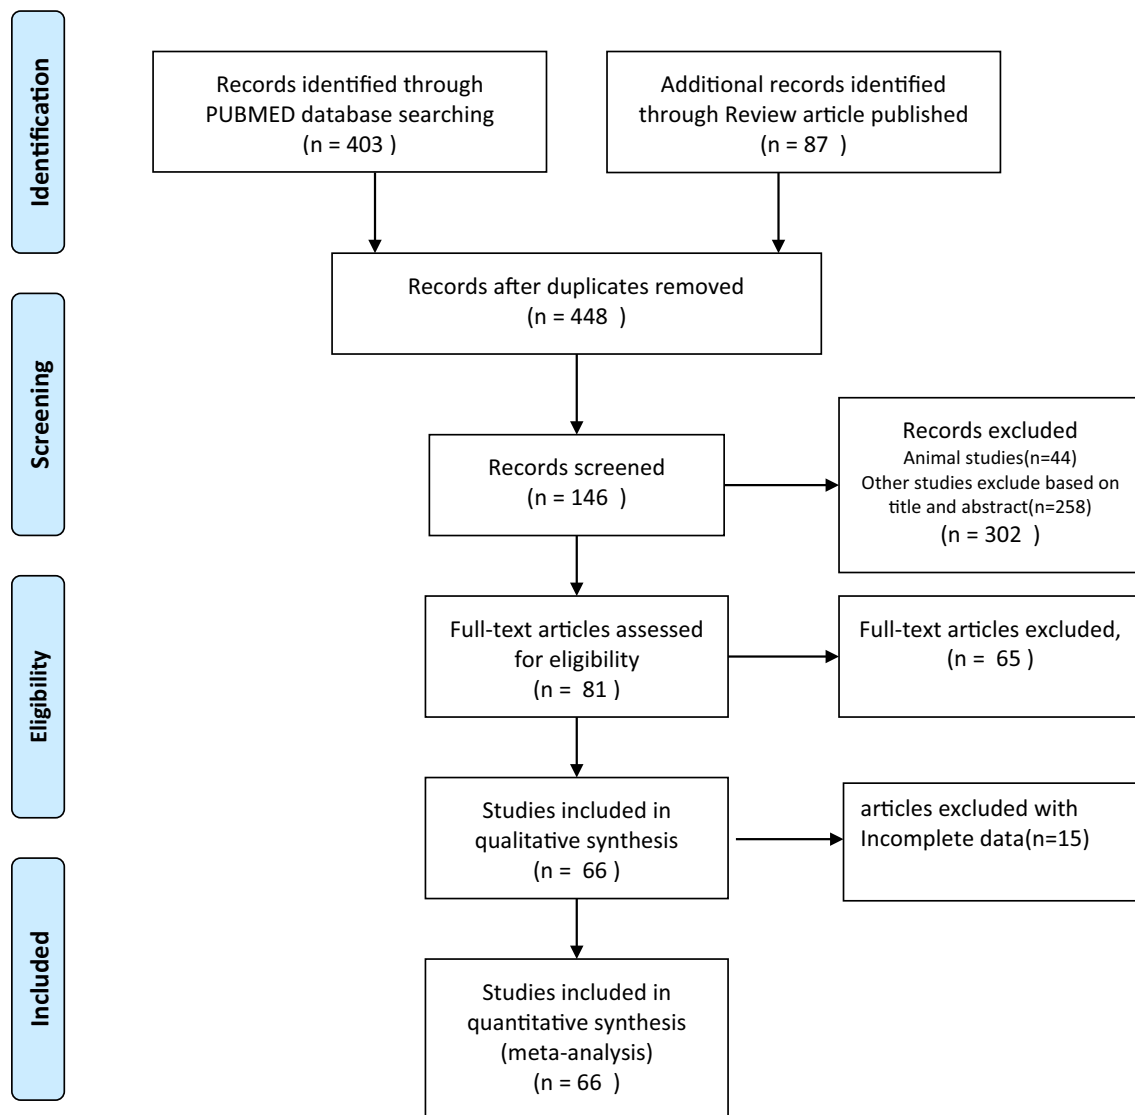 Identification
Records identified through
PUBMED database searching
(n = 403 )
Additional records identified
through Review article published
(n = 87 )
Records after duplicates removed
(n = 448 )
Screening
Records screened
(n = 146 )
Records excluded
Animal studies(n=44)
Other studies exclude based on
title and abstract(n=258)
(n = 302 )
Eligibility
Full-text articles assessed
for eligibility
(n = 81 )
Full-text articles excluded,
(n = 65 )
Studies included in
qualitative synthesis
(n = 66 )
articles excluded with
Incomplete data(n=15)
Included
Studies included in
quantitative synthesis
(meta-analysis)
(n = 66 )